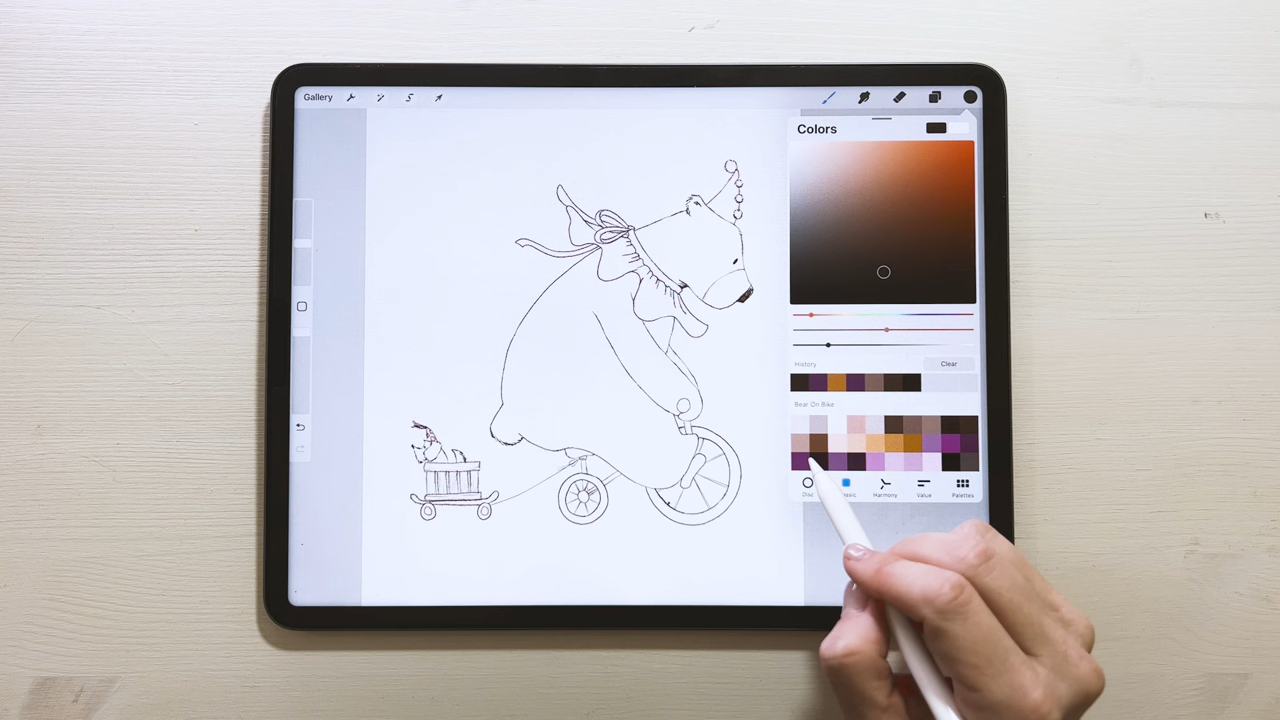 Gallery
Colors
History
Clear
Bear On Bike
Harmony
Value
Palettes